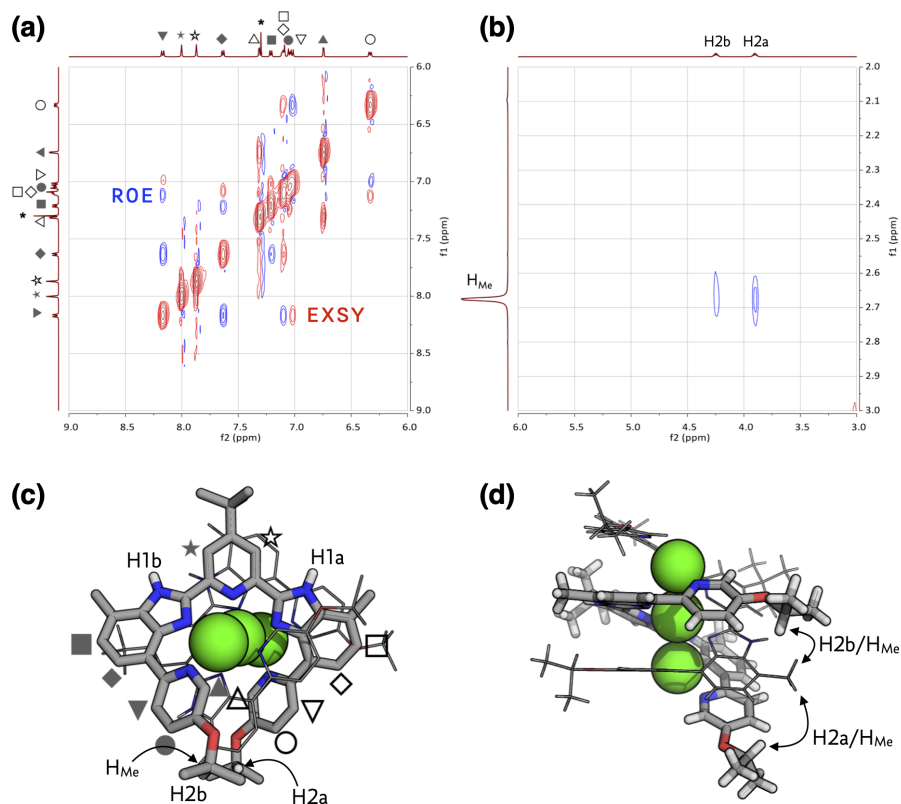 (a)
*
6.0
6.5
7.0
7.5
8.0
8.5
9.0
f1 (ppm)
*
ROE
EXSY
9.0 8.5 8.0 7.5 7.0 6.5 6.0
f2 (ppm)
(b)
H2b H2a
2.0
2.1
2.2
2.3
2.4
2.5
2.6
2.7
2.8
2.9
3.0
f1 (ppm)
HMe
6.0 5.5 5.0 4.5 4.0 3.5 3.0
f2 (ppm)
(c)
H1b H1a
HMe
H2b
H2a
(d)
H2b/HMe
H2a/HMe